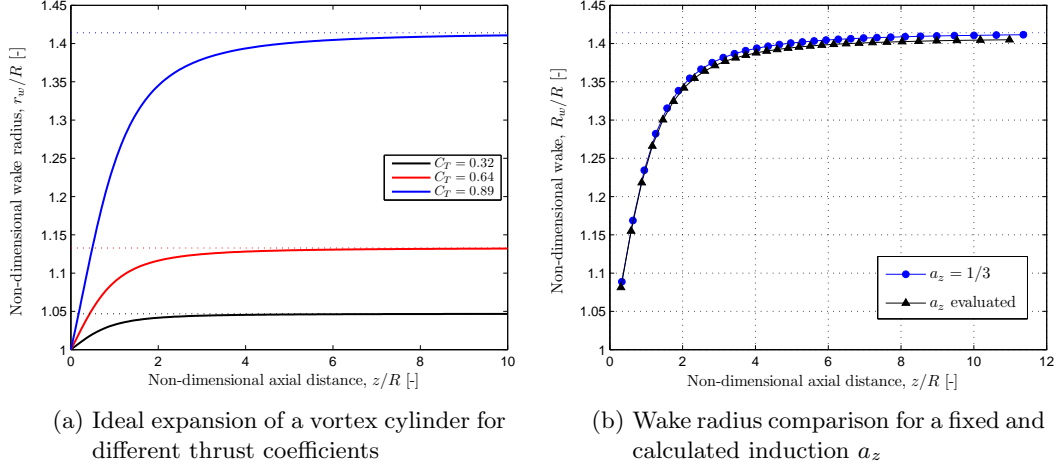 1.45
1.4
1.35
1.3
1.25
1.2
1.15
1.1
1.05
1
0 2 4 6 8 10
Non-dimensional wake radius, r_w/R [-]
Non-dimensional axial distance, z/R [-]
C_T = 0.32
C_T = 0.64
C_T = 0.89
(a) Ideal expansion of a vortex cylinder for
different thrust coefficients
1.45
1.4
1.35
1.3
1.25
1.2
1.15
1.1
1.05
1
0 2 4 6 8 10 12
Non-dimensional wake, R_w/R [-]
Non-dimensional axial distance, z/R [-]
a_z = 1/3
a_z evaluated
(b) Wake radius comparison for a fixed and
calculated induction a_z